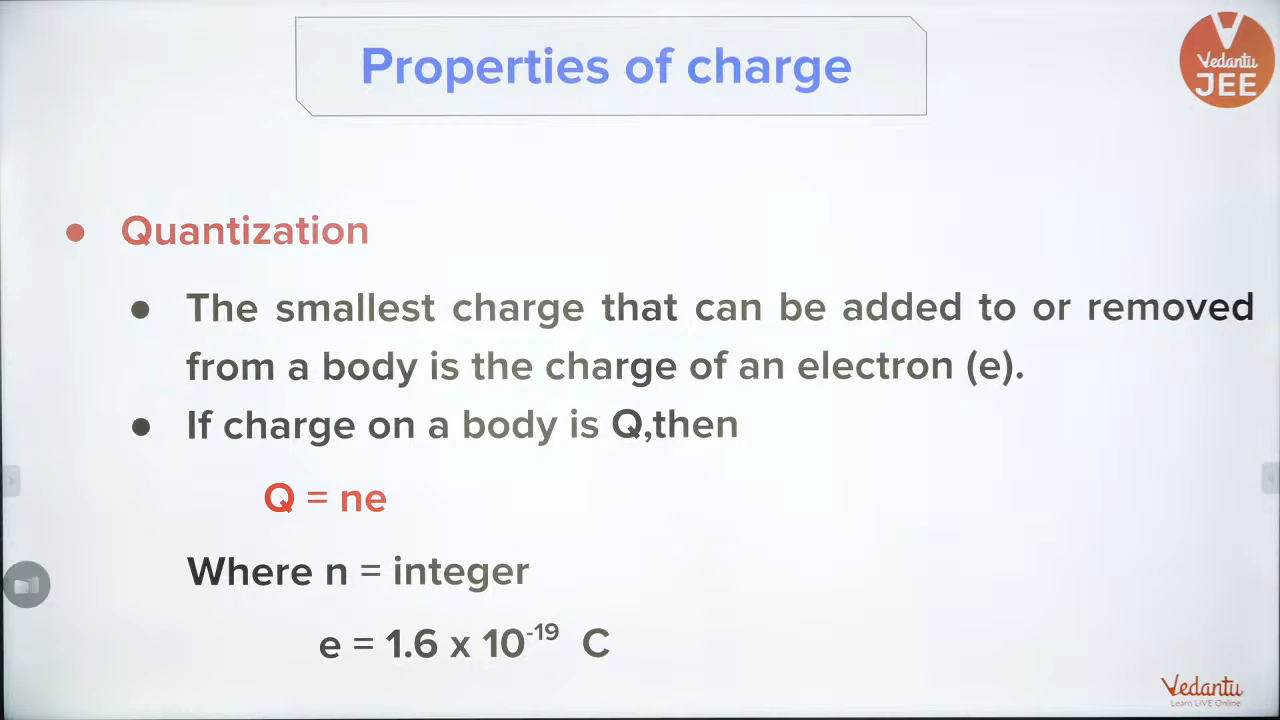 Properties of charge
Vedantu
JEE
● Quantization
● The smallest charge that can be added to or removed
from a body is the charge of an electron (e).
● If charge on a body is Q,then
Q = ne
Where n = integer
e = 1.6 x 10⁻¹⁹ C
Vedantu
Learn LIVE Online